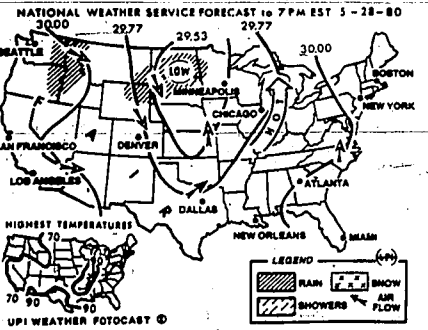 NATIONAL WEATHER SERVICE FORECAST to 7 PM EST 5-28-80
30.00
29.77
29.53
29.77
30.00
SEATTLE
LOW
MINNEAPOLIS
BOSTON
NEW YORK
CHICAGO
HOT
SAN FRANCISCO
DENVER
LOS ANGELES
ATLANTA
DALLAS
NEW ORLEANS
MIAMI
HIGHEST TEMPERATURES
70
70
90
90
UPI WEATHER FOTOCAST ©
LEGEND
UPI
RAIN
SNOW
SHOWERS
AIR FLOW